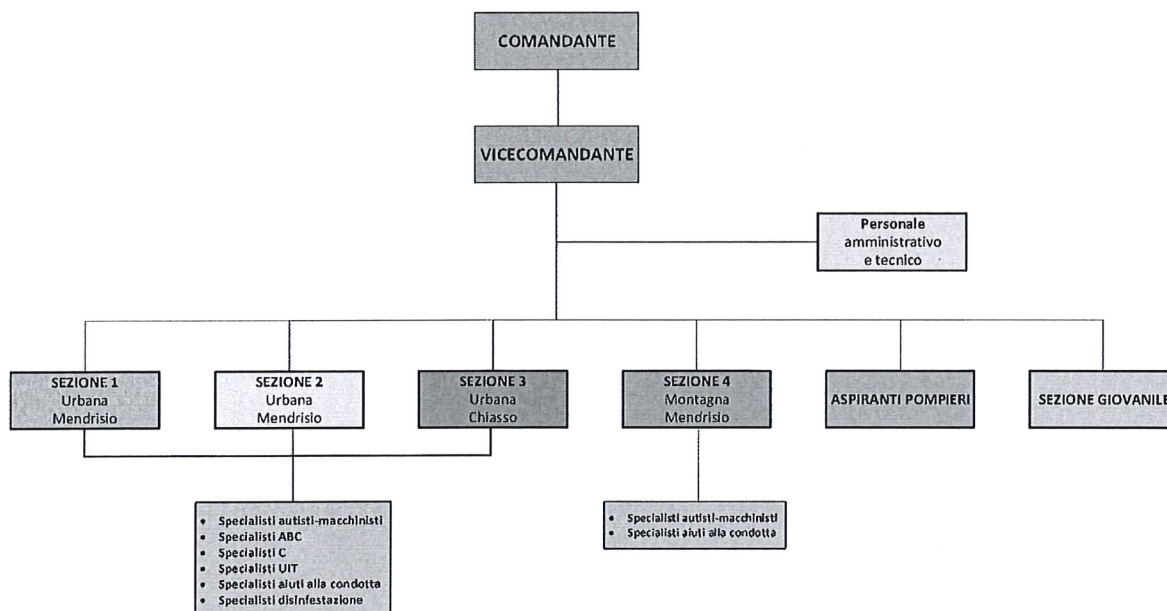 COMANDANTE
VICECOMANDANTE
Personale
amministrativo
e tecnico
SEZIONE 1
Urbana
Mendrisio
SEZIONE 2
Urbana
Mendrisio
SEZIONE 3
Urbana
Chiasso
SEZIONE 4
Montagna
Mendrisio
ASPIRANTI POMPIERI
SEZIONE GIOVANILE
• Specialisti autisti-macchinisti
• Specialisti ABC
• Specialisti C
• Specialisti UIT
• Specialisti aiuti alla condotta
• Specialisti disinfestazione
• Specialisti autisti-macchinisti
• Specialisti aiuti alla condotta